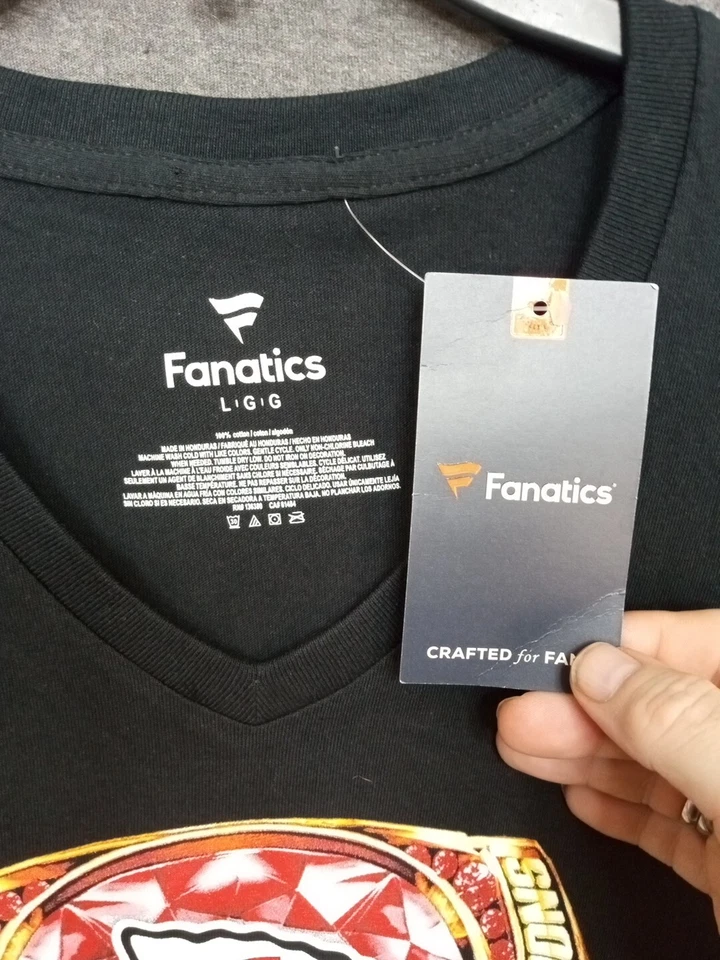 Fanatics
L G G
100% cotton / coton / algodón
MADE IN HONDURAS / FABRIQUÉ AU HONDURAS / HECHO EN HONDURAS
MACHINE WASH COLD WITH LIKE COLORS. GENTLE CYCLE. ONLY NON-CHLORINE BLEACH
WHEN NEEDED. TUMBLE DRY LOW. DO NOT IRON ON DECORATION.
LAVER À LA MACHINE À L'EAU FROIDE AVEC COULEURS SEMBLABLES. CYCLE DÉLICAT. UTILISEZ
SEULEMENT UN AGENT DE BLANCHIMENT SANS CHLORE SI NÉCESSAIRE. SÉCHAGE PAR CULBUTAGE À
BASSE TEMPÉRATURE. NE PAS REPASSER SUR LA DÉCORATION.
LAVAR A MÁQUINA EN AGUA FRÍA CON COLORES SIMILARES. CICLO DELICADO. USAR ÚNICAMENTE LEJÍA
SIN CLORO SI ES NECESARIO. SECA EN SECADORA A TEMPERATURA BAJA. NO PLANCHAR LOS ADORNOS.
30
Fanatics
CRAFTED for FAN
ONS